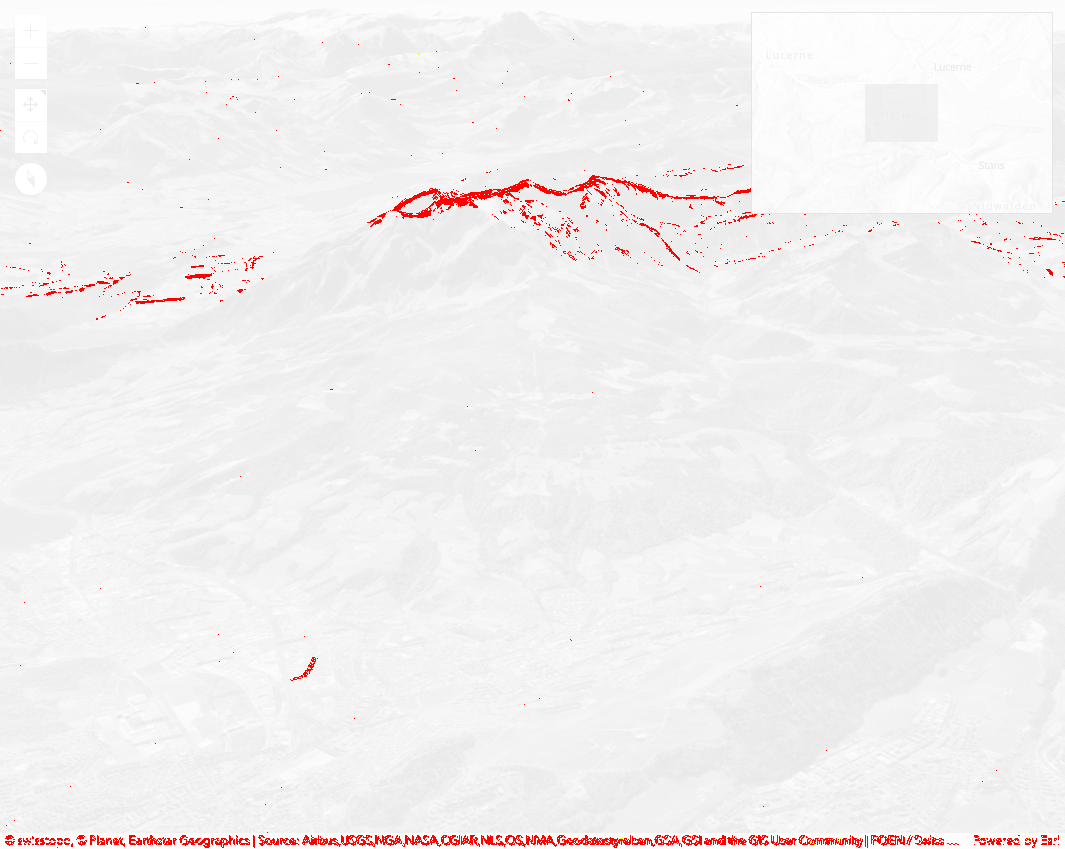 Lucerne
Lucerne
Stans
Nidwalden
© swisstopo, © Planet, Earthstar Geographics | Source: Airbus,USGS,NGA,NASA,CGIAR,NLS,OS,NMA,Geodatastyrelsen,GSA,GSI and the GIS User Community | POEN / Swiss ... Powered by Esri